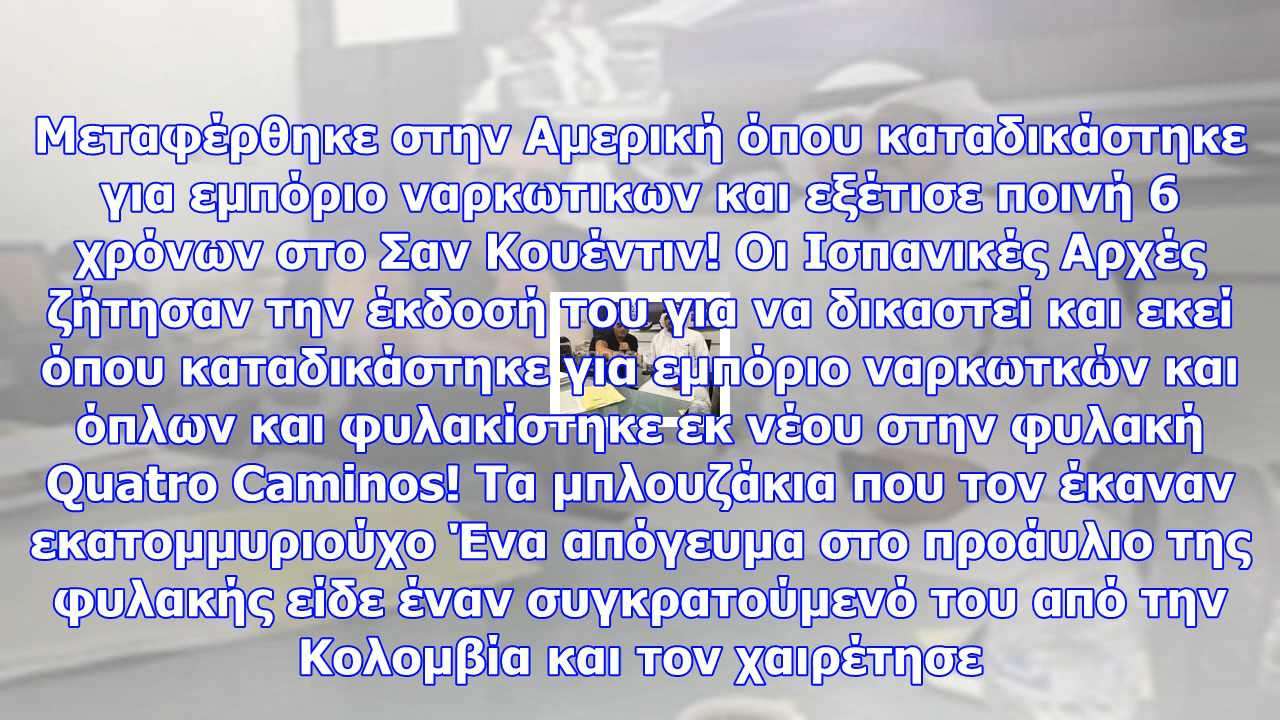 Μεταφέρθηκε στην Αμερική όπου καταδικάστηκε
για εμπόριο ναρκωτικων και εξέτισε ποινή 6
χρόνων στο Σαν Κουέντιν! Οι Ισπανικές Αρχές
ζήτησαν την έκδοσή του για να δικαστεί και εκεί
όπου καταδικάστηκε για εμπόριο ναρκωτκών και
όπλων και φυλακίστηκε εκ νέου στην φυλακή
Quatro Caminos! Τα μπλουζάκια που τον έκαναν
εκατομμυριούχο Ένα απόγευμα στο προάυλιο της
φυλακής είδε έναν συγκρατούμενό του από την
Κολομβία και τον χαιρέτησε